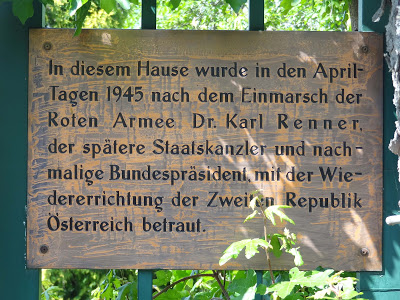 In diesem Hause wurde in den April-
Tagen 1945 nach dem Einmarsch der
Roten Armee Dr. Karl Renner,
der spätere Staatskanzler und nach-
malige Bundespräsident, mit der Wie-
dererrichtung der Zweiten Republik
Österreich betraut.